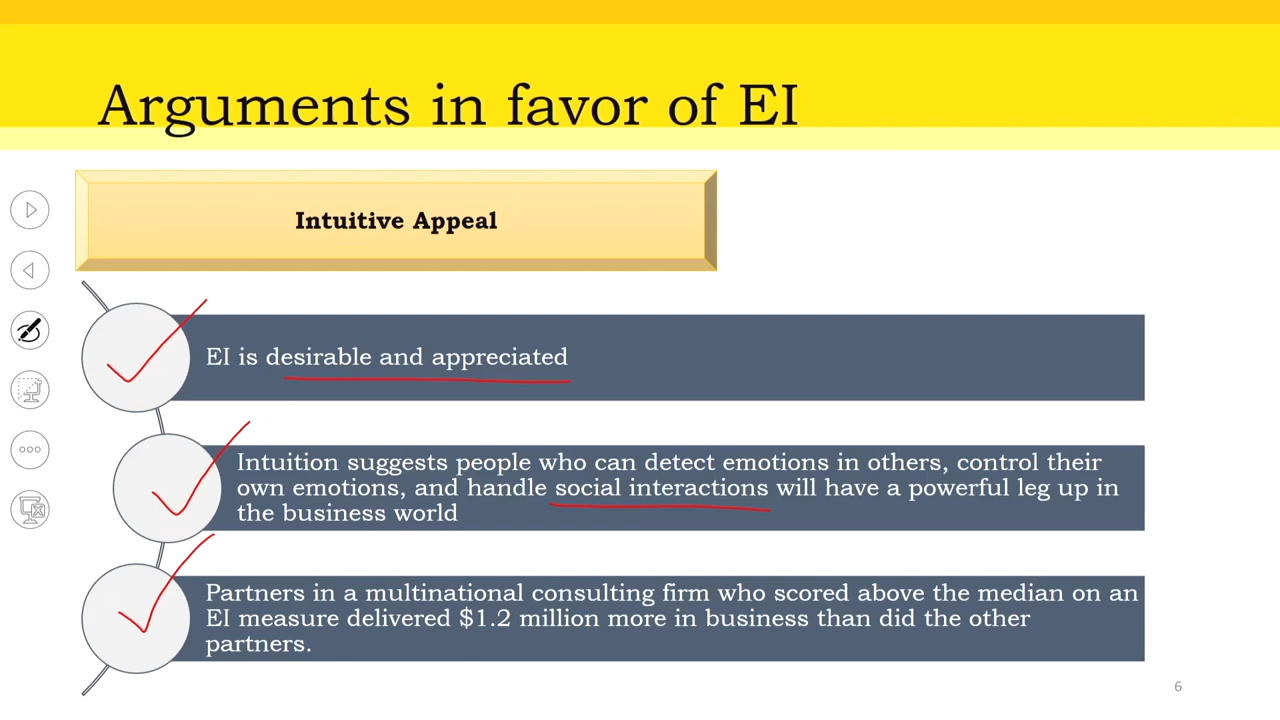 Arguments in favor of EI
Intuitive Appeal
EI is desirable and appreciated
Intuition suggests people who can detect emotions in others, control their
own emotions, and handle social interactions will have a powerful leg up in
the business world
Partners in a multinational consulting firm who scored above the median on an
EI measure delivered $1.2 million more in business than did the other
partners.
6